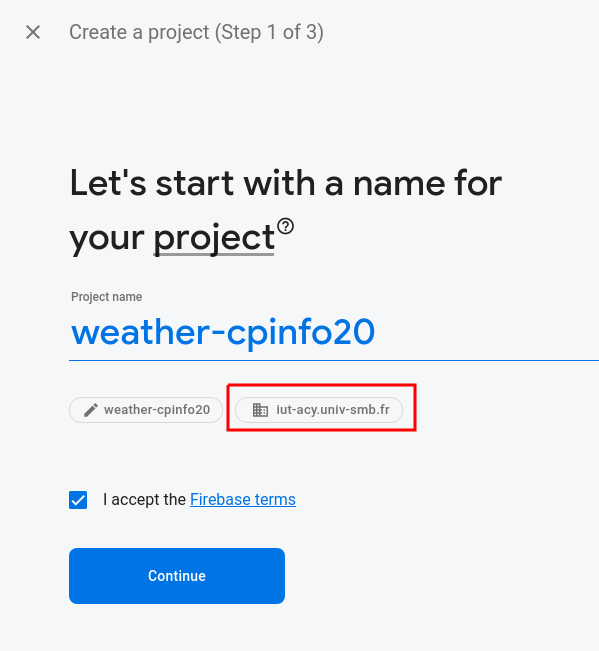 Create a project (Step 1 of 3)
Let's start with a name for
your project
Project name
weather-cpinfo20
weather-cpinfo20 iut-acy.univ-smb.fr
I accept the Firebase terms
Continue